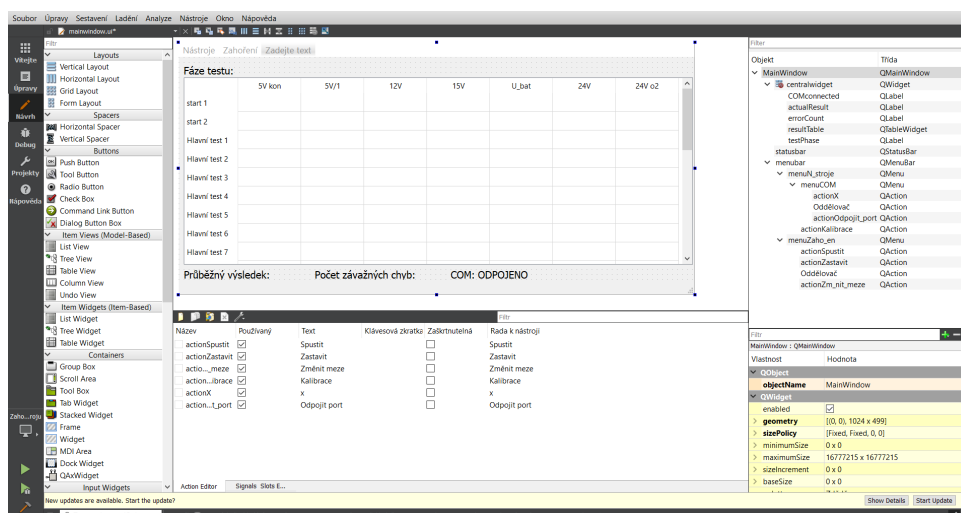 Soubor Úpravy Sestavení Ladění Analyze Nástroje Okno Nápověda
mainwindow.ui*
Vítejte
Úpravy
Návrh
Debug
Projekty
Nápověda
Zaho...roju
Filtr
Layouts
Vertical Layout
Horizontal Layout
Grid Layout
Form Layout
Spacers
Horizontal Spacer
Vertical Spacer
Buttons
Push Button
Tool Button
Radio Button
Check Box
Command Link Button
Dialog Button Box
Item Views (Model-Based)
List View
Tree View
Table View
Column View
Undo View
Item Widgets (Item-Based)
List Widget
Tree Widget
Table Widget
Containers
Group Box
Scroll Area
Tool Box
Tab Widget
Stacked Widget
Frame
Widget
MDI Area
Dock Widget
QAxWidget
Input Widgets
Nástroje Zahoření Zadejte text
Fáze testu:
5V kon 5V/1 12V 15V U_bat 24V 24V o2
start 1
start 2
Hlavní test 1
Hlavní test 2
Hlavní test 3
Hlavní test 4
Hlavní test 5
Hlavní test 6
Hlavní test 7
Průběžný výsledek: Počet závažných chyb: COM: ODPOJENO
Filtr
Název Používaný Text Klávesová zkratka Zaškrtnutelná Rada k nástroji
actionSpustit Spustit Spustit
actionZastavit Zastavit Zastavit
actio..._meze Změnit meze Změnit meze
action...ibrace Kalibrace Kalibrace
actionX x x
action...t_port Odpojit port Odpojit port
Action Editor Signals Slots E...
Filter
Objekt Třída
MainWindow QMainWindow
centralwidget QWidget
COMconnected QLabel
actualResult QLabel
errorCount QLabel
resultTable QTableWidget
testPhase QLabel
statusbar QStatusBar
menubar QMenuBar
menuN_stroje QMenu
menuCOM QMenu
actionX QAction
Oddělovač QAction
actionOdpojit_port QAction
actionKalibrace QAction
menuZaho_en QMenu
actionSpustit QAction
actionZastavit QAction
Oddělovač QAction
actionZm_nit_meze QAction
Filtr
MainWindow : QMainWindow
Vlastnost Hodnota
QObject
objectName MainWindow
QWidget
enabled
geometry [(0, 0), 1024 x 499]
sizePolicy [Fixed, Fixed, 0, 0]
minimumSize 0 x 0
maximumSize 16777215 x 16777215
sizeIncrement 0 x 0
baseSize 0 x 0
New updates are available. Start the update? Show Details Start Update